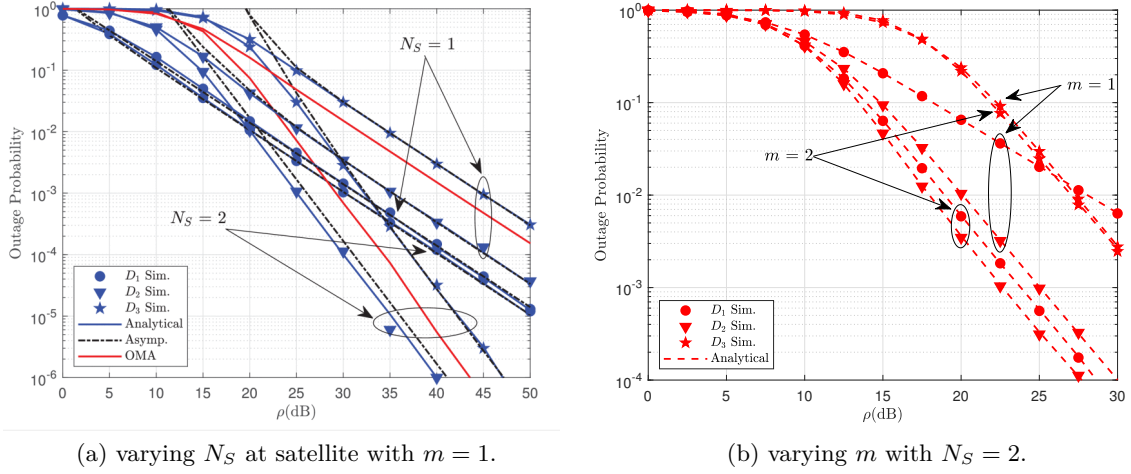 10^0
10^-1
10^-2
10^-3
10^-4
10^-5
10^-6
Outage Probability
0 5 10 15 20 25 30 35 40 45 50
ρ(dB)
N_S = 1
N_S = 2
D_1 Sim.
D_2 Sim.
D_3 Sim.
Analytical
Asymp.
OMA
(a) varying N_S at satellite with m = 1.
10^0
10^-1
10^-2
10^-3
10^-4
Outage Probability
0 5 10 15 20 25 30
ρ(dB)
m = 1
m = 2
D_1 Sim.
D_2 Sim.
D_3 Sim.
Analytical
(b) varying m with N_S = 2.